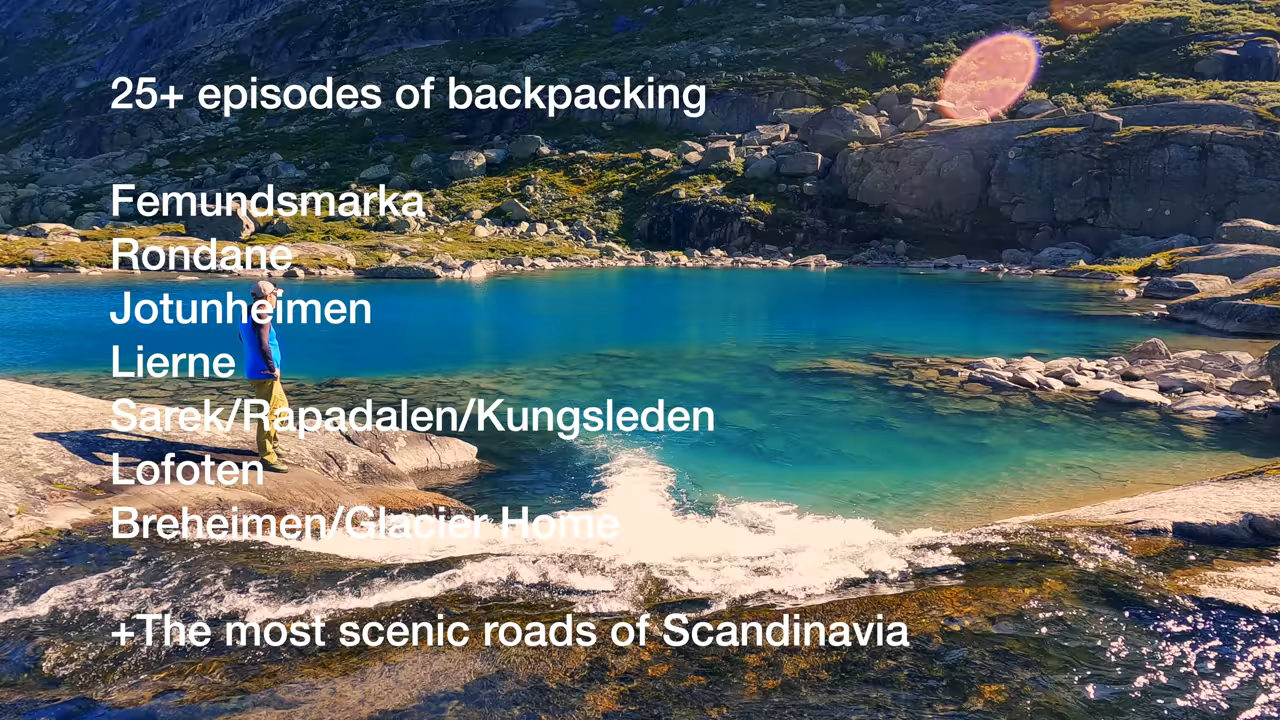 25+ episodes of backpacking
Femundsmarka
Rondane
Jotunheimen
Lierne
Sarek/Rapadalen/Kungsleden
Lofoten
Breheimen/Glacier Home
+The most scenic roads of Scandinavia